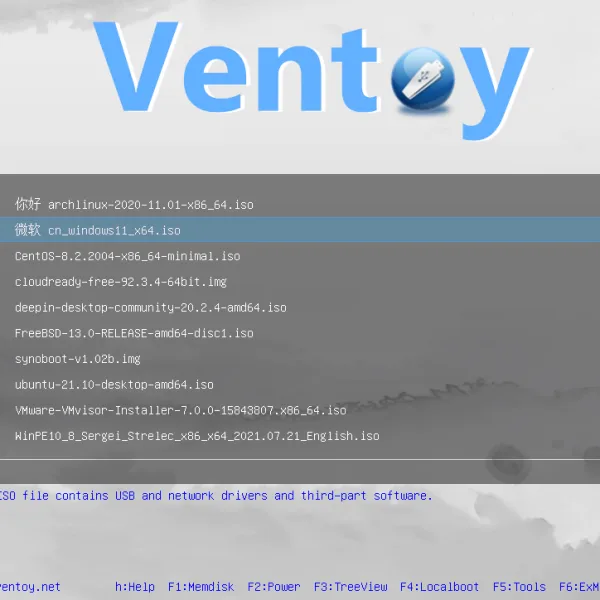 Ventoy
你好 archlinux-2020-11.01-x86_64.iso
微软 cn_windows11_x64.iso
CentOS-8.2.2004-x86_64-minimal.iso
cloudready-free-92.3.4-64bit.img
deepin-desktop-community-20.2.4-amd64.iso
FreeBSD-13.0-RELEASE-amd64-disc1.iso
synoboot-v1.02b.img
ubuntu-21.10-desktop-amd64.iso
VMware-VMvisor-Installer-7.0.0-15843807.x86_64.iso
WinPE10_8_Sergei_Strelec_x86_x64_2021.07.21_English.iso
ISO file contains USB and network drivers and third-part software.
ventoy.net h:Help F1:Memdisk F2:Power F3:TreeView F4:Localboot F5:Tools F6:ExM